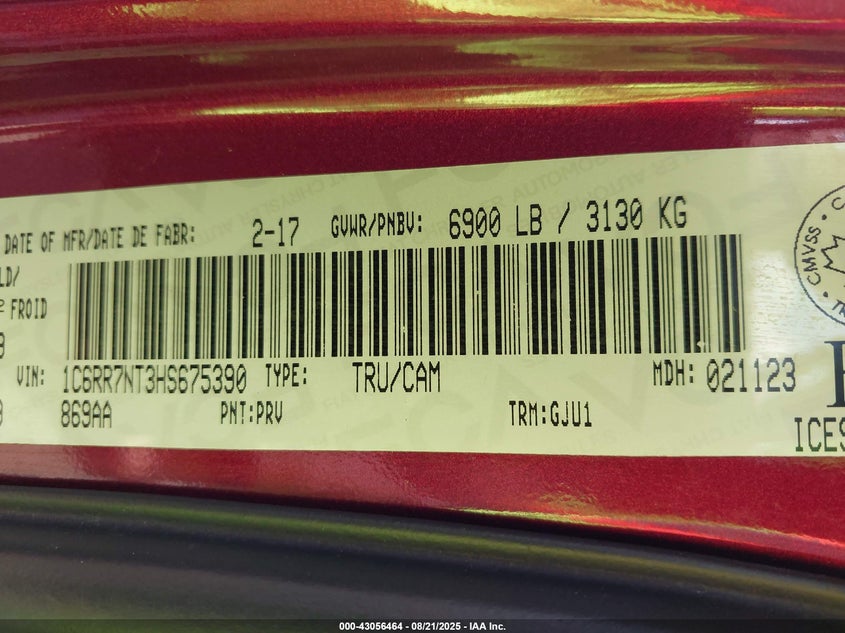 DATE OF MFR/DATE DE FABR: 2-17 GVWR/PNBV: 6900 LB / 3130 KG
LD/
FROID
VIN: 1C6RR7NT3HS675390 TYPE: TRU/CAM MDH: 021123
869AA PNT:PRV TRM:GJU1
ICES
CMVSS
000-43056464 - 08/21/2025 - IAA Inc.